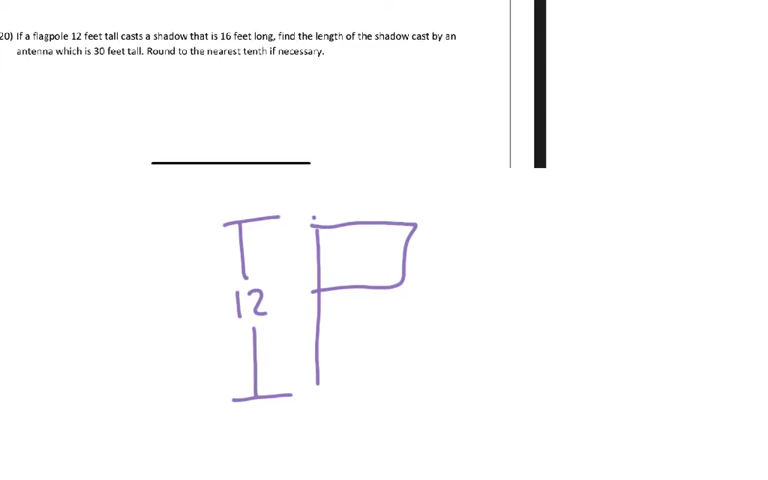 20) If a flagpole 12 feet tall casts a shadow that is 16 feet long, find the length of the shadow cast by an
antenna which is 30 feet tall. Round to the nearest tenth if necessary.
12